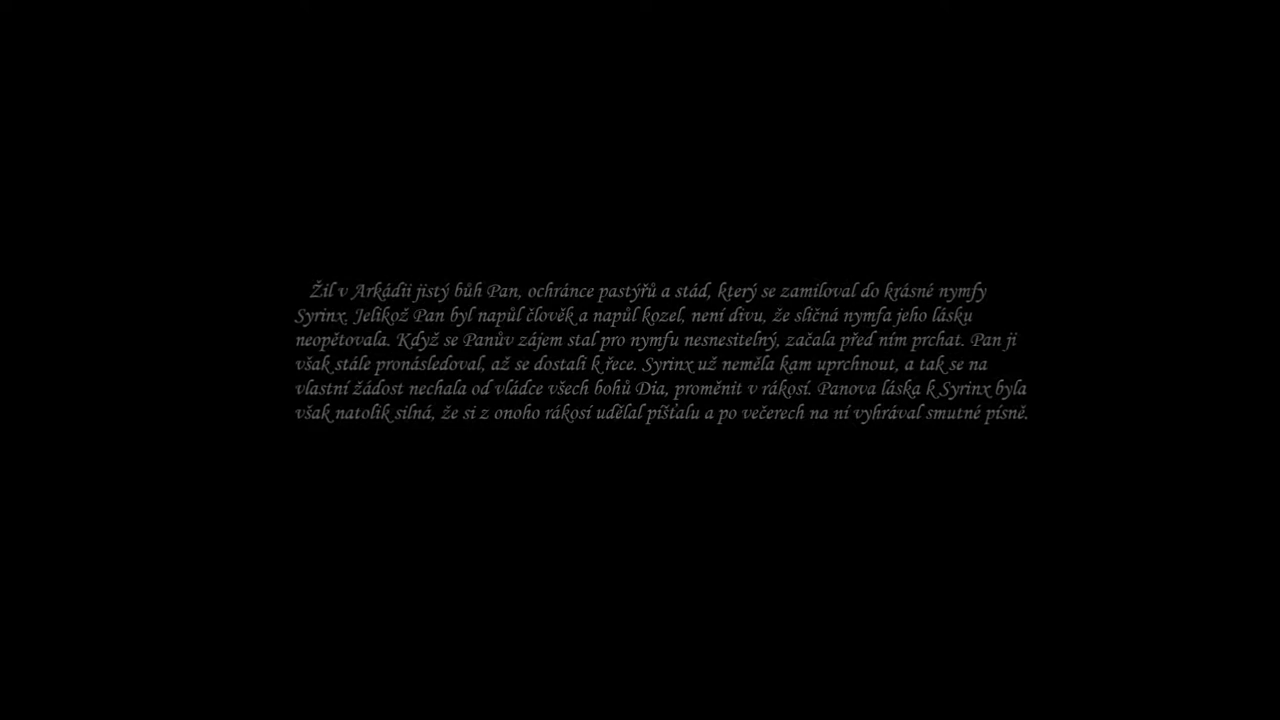 Žil v Arkádii jistý bůh Pan, ochránce pastýřů a stád, který se zamiloval do krásné nymfy
Syrinx. Jelikož Pan byl napůl člověk a napůl kozel, není divu, že sličná nymfa jeho lásku
neopětovala. Když se Panův zájem stal pro nymfu nesnesitelný, začala před ním prchat. Pan ji
však stále pronásledoval, až se dostali k řece. Syrinx už neměla kam uprchnout, a tak se na
vlastní žádost nechala od vládce všech bohů Dia, proměnit v rákosí. Panova láska k Syrinx byla
však natolik silná, že si z onoho rákosí udělal píšťalu a po večerech na ní vyhrával smutné písně.